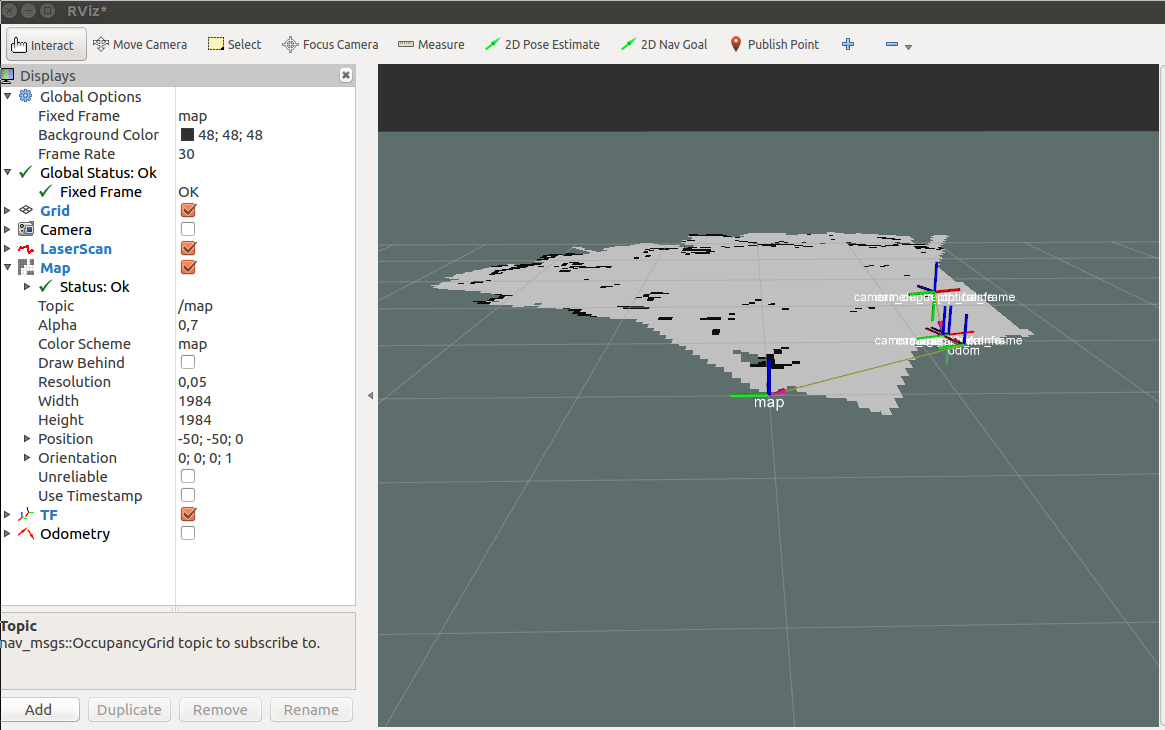 RViz*
Interact Move Camera Select Focus Camera Measure 2D Pose Estimate 2D Nav Goal Publish Point
Displays
Global Options
Fixed Frame map
Background Color 48; 48; 48
Frame Rate 30
Global Status: Ok
Fixed Frame OK
Grid
Camera
LaserScan
Map
Status: Ok
Topic /map
Alpha 0,7
Color Scheme map
Draw Behind
Resolution 0,05
Width 1984
Height 1984
Position -50; -50; 0
Orientation 0; 0; 0; 1
Unreliable
Use Timestamp
TF
Odometry
Topic
nav_msgs::OccupancyGrid topic to subscribe to.
Add Duplicate Remove Rename
odom
map